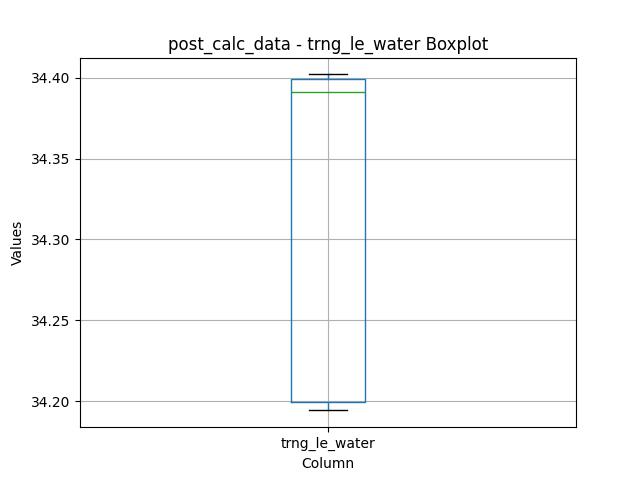 post_calc_data - trng_le_water Boxplot
34.40
34.35
34.30
34.25
34.20
Values
trng_le_water
Column